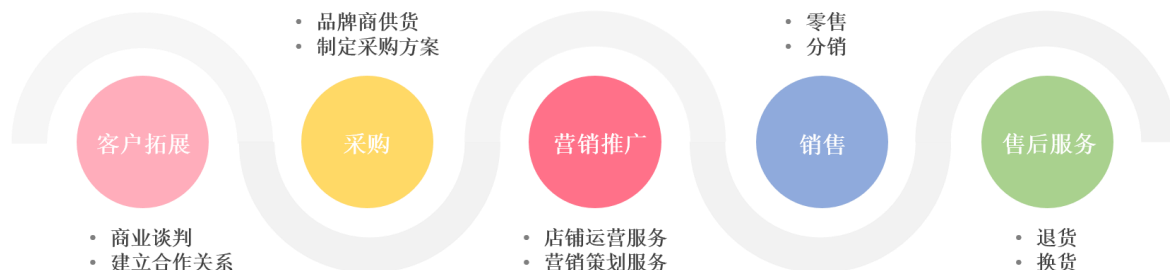 客户拓展
• 商业谈判
• 建立合作关系
• 品牌商供货
• 制定采购方案
采购
营销推广
• 店铺运营服务
• 营销策划服务
• 零售
• 分销
销售
售后服务
• 退货
• 换货